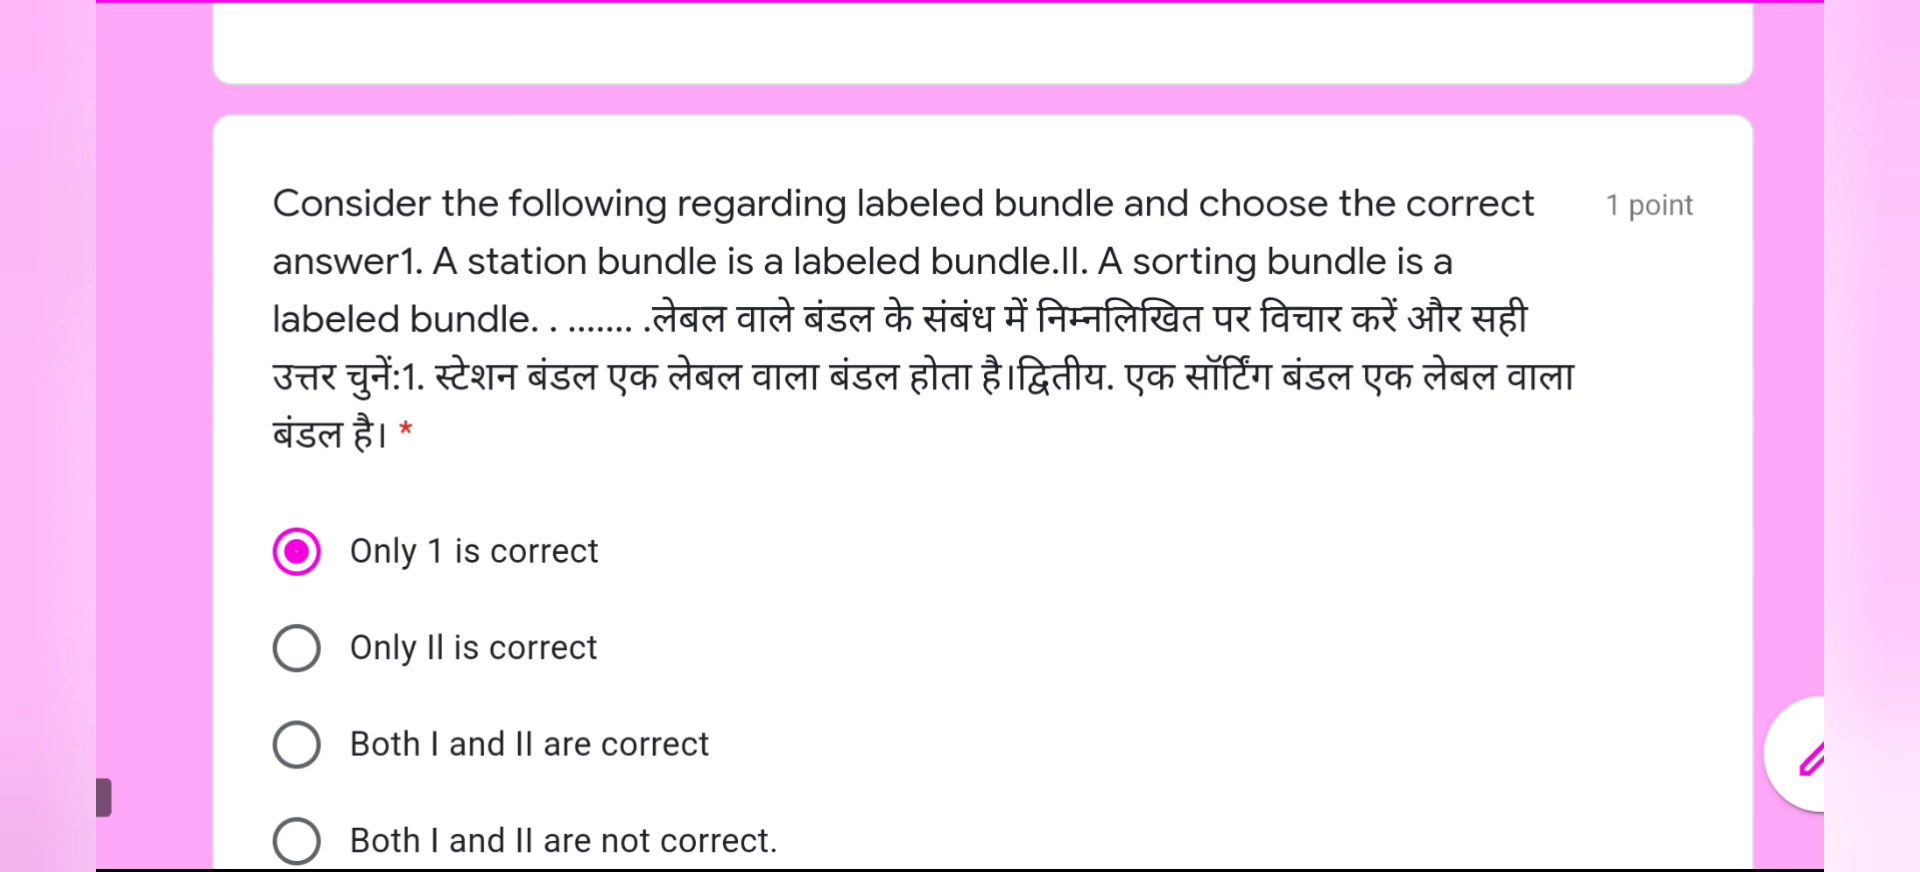 Consider the following regarding labeled bundle and choose the correct
1 point
answer1. A station bundle is a labeled bundle.II. A sorting bundle is a
labeled bundle. . ....... .लेबल वाले बंडल के संबंध में निम्नलिखित पर विचार करें और सही
उत्तर चुनें:1. स्टेशन बंडल एक लेबल वाला बंडल होता है।द्वितीय. एक सॉर्टिंग बंडल एक लेबल वाला
बंडल है। *
Only 1 is correct
Only II is correct
Both I and II are correct
Both I and II are not correct.